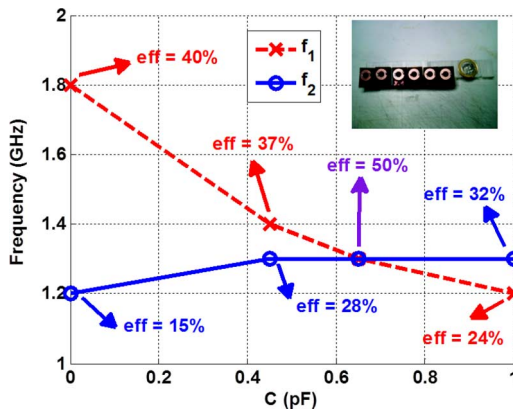 2
1.8
1.6
1.4
1.2
1
Frequency (GHz)
0
0.2
0.4
0.6
0.8
1
C (pF)
f1
f2
eff = 40%
eff = 37%
eff = 50%
eff = 32%
eff = 15%
eff = 28%
eff = 24%